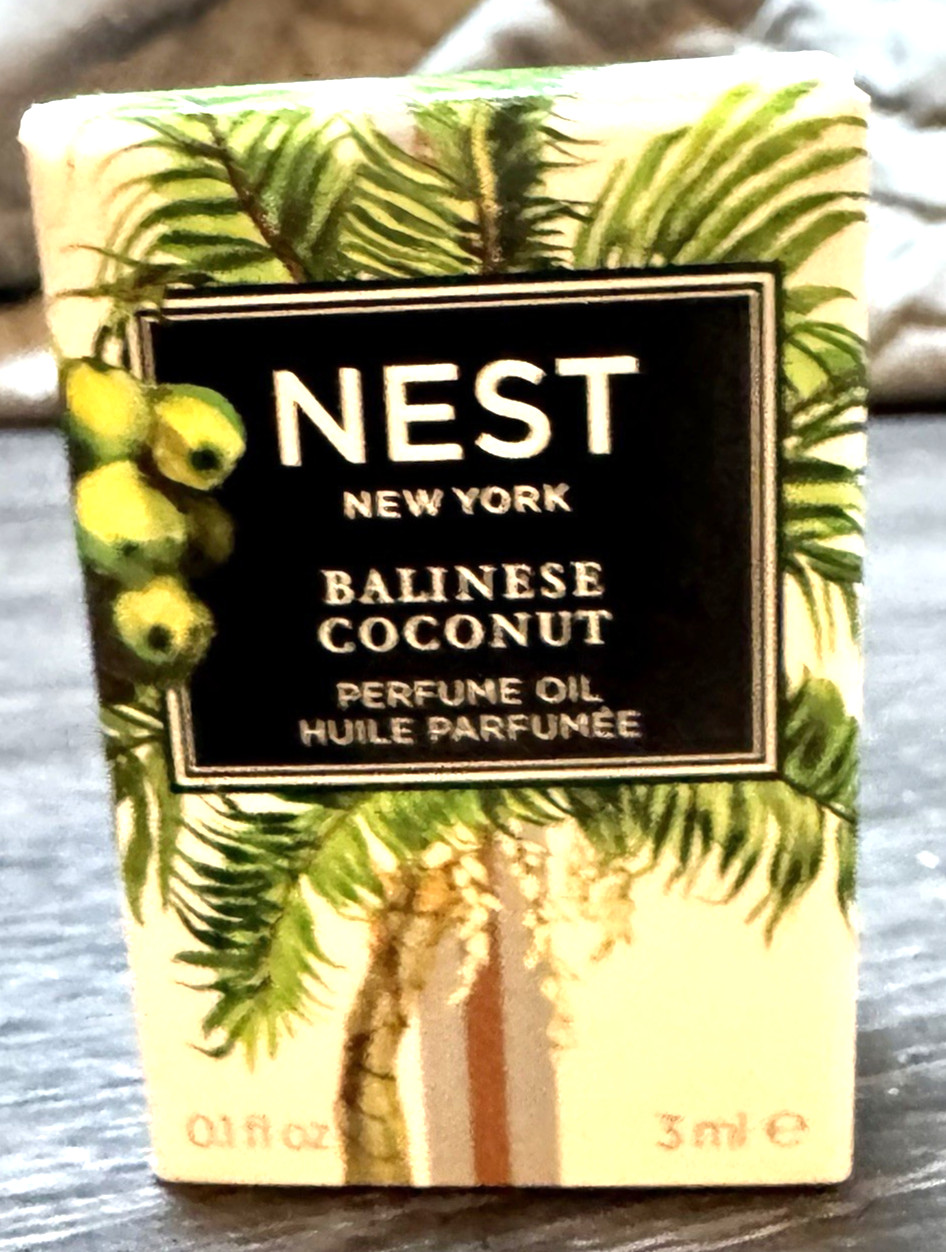 NEST
NEW YORK
BALINESE
COCONUT
PERFUME OIL
HUILE PARFUMÉE
0.1 fl oz 3 ml ℮